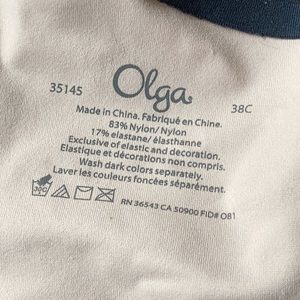 Olga
35145
38C
Made in China. Fabriqué en Chine.
83% Nylon/ Nylon
17% elastane/ élasthanne
Exclusive of elastic and decoration.
Elastique et décorations non compris.
Wash dark colors separately.
Laver les couleurs foncées séparément.
30C
RN 36543 CA 50900 FID# 081